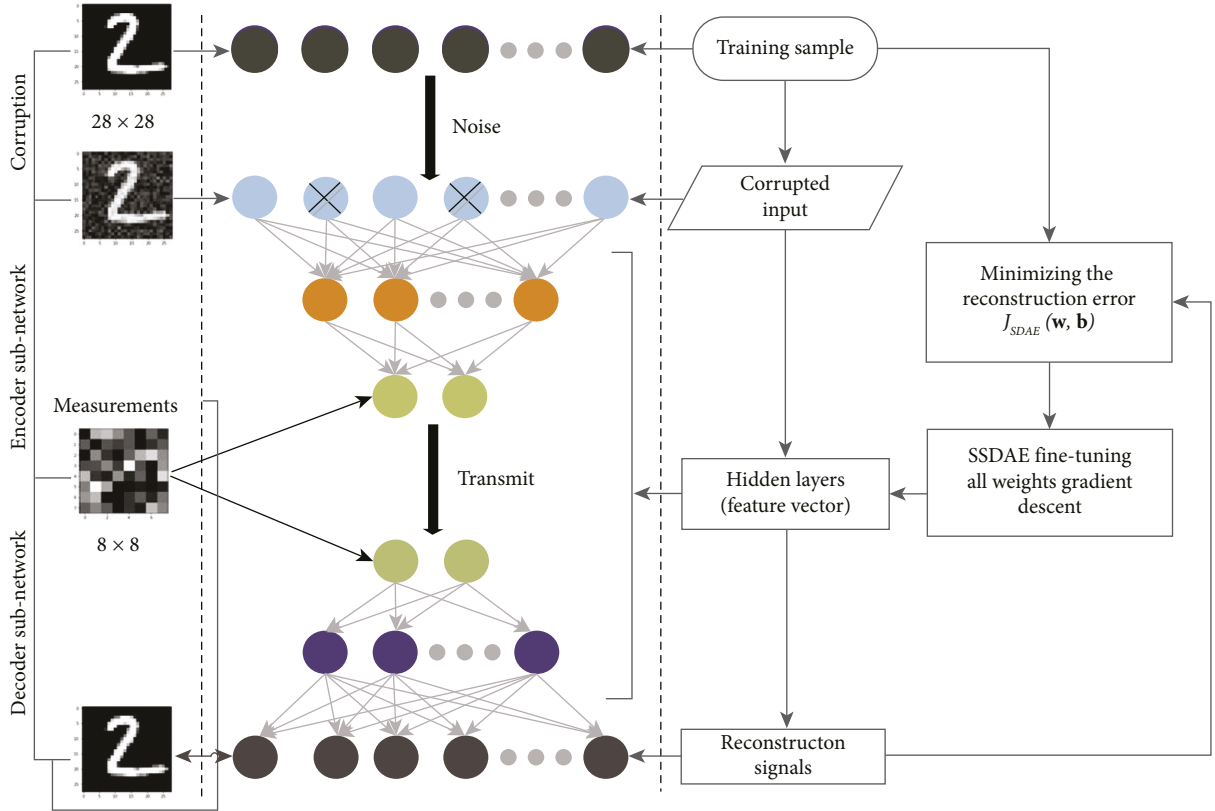 Corruption
28 × 28
Noise
Training sample
Corrupted
input
Encoder sub-network
Measurements
8 × 8
Transmit
Minimizing the
reconstruction error
J_SDAE (w, b)
SSDAE fine-tuning
all weights gradient
descent
Hidden layers
(feature vector)
Decoder sub-network
Reconstructon
signals